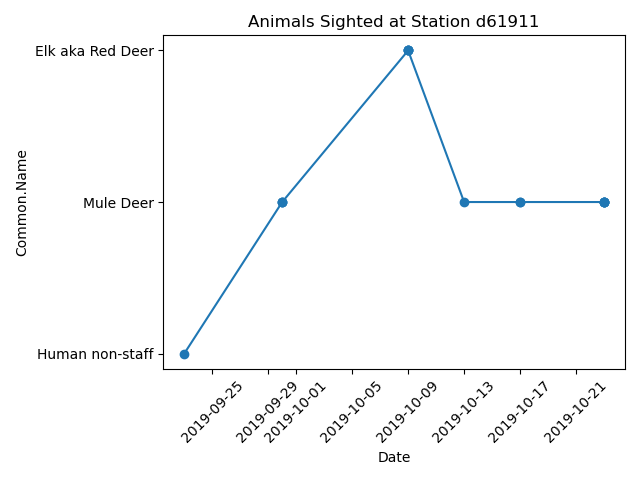 Animals Sighted at Station d61911
Elk aka Red Deer
Mule Deer
Human non-staff
Common.Name
2019-09-25
2019-09-29
2019-10-01
2019-10-05
2019-10-09
2019-10-13
2019-10-17
2019-10-21
Date